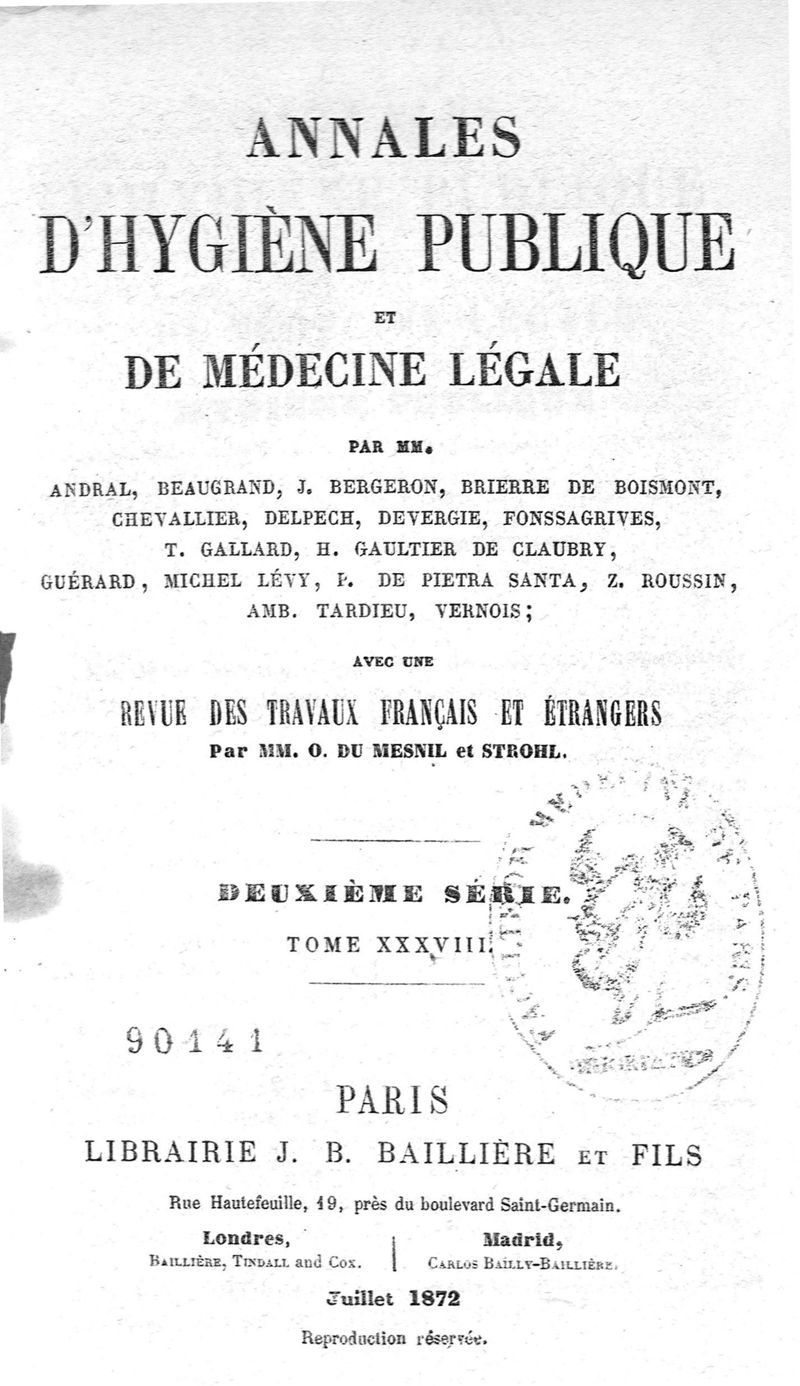 ANNALES
D'HYGIÈNE PUBLIQUE
ET
DE MÉDECINE LÉGALE
PAR MM.
ANDRAL, BEAUGRAND, J. BERGERON, BRIERRE DE BOISMONT,
CHEVALLIER, DELPECH, DEVERGIE, FONSSAGRIVES,
T. GALLARD, H. GAULTIER DE CLAUBRY,
GUÉRARD, MICHEL LÉVY, P. DE PIETRA SANTA, Z. ROUSSIN,
AMB. TARDIEU, VERNOIS;
AVEC UNE
REVUE DES TRAVAUX FRANÇAIS ET ÉTRANGERS
Par MM. O. DU MESNIL et STROHL.
DEUXIÈME SÉRIE.
TOME XXXVIII.
90141
PARIS
LIBRAIRIE J. B. BAILLIÈRE ET FILS
Rue Hautefeuille, 19, près du boulevard Saint-Germain.
Londres,
BAILLIÈRE, TINDALL and COX.
Madrid,
CARLOS BAILLY-BAILLIÈRE.
Juillet 1872
Reproduction réservée.